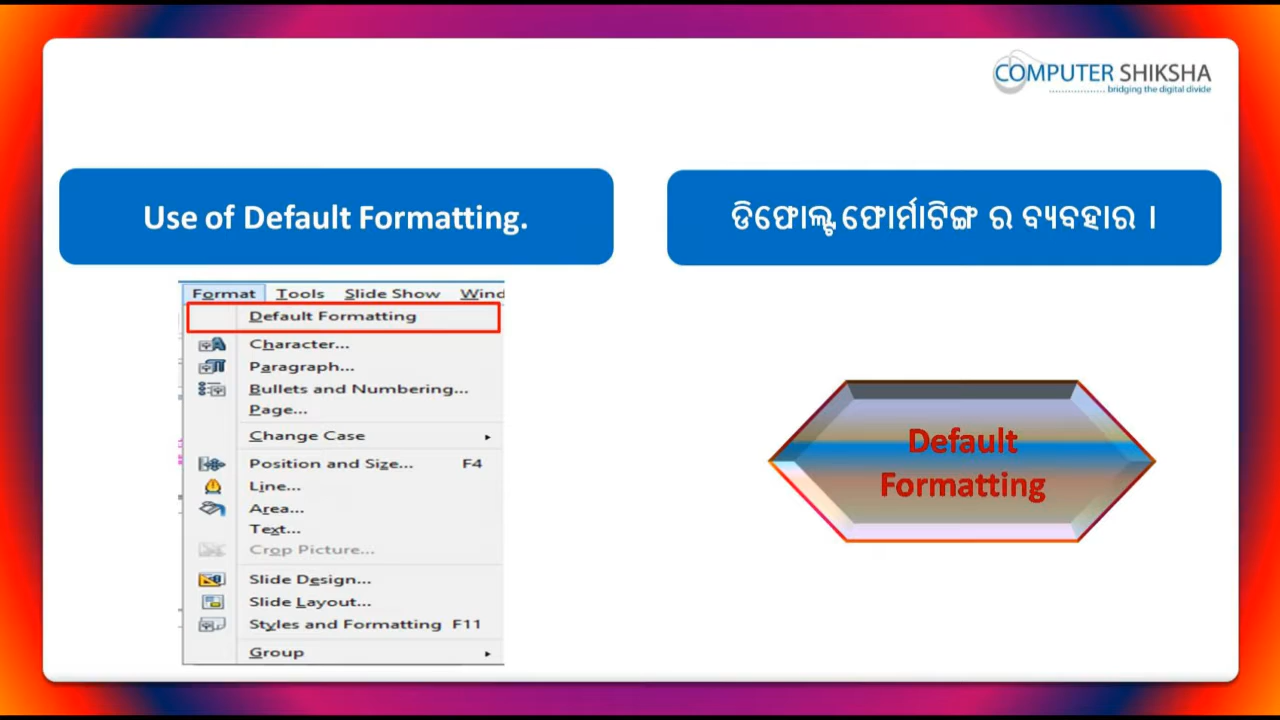 COMPUTER SHIKSHA
bridging the digital divide
Use of Default Formatting.
ଡିଫୋଲ୍ଟ ଫୋର୍ମାଟିଙ୍ଗ ର ବ୍ୟବହାର ।
Format Tools Slide Show Wind
Default Formatting
Character...
Paragraph...
Bullets and Numbering...
Page...
Change Case
Position and Size... F4
Line...
Area...
Text...
Crop Picture...
Slide Design...
Slide Layout...
Styles and Formatting F11
Group
Default
Formatting